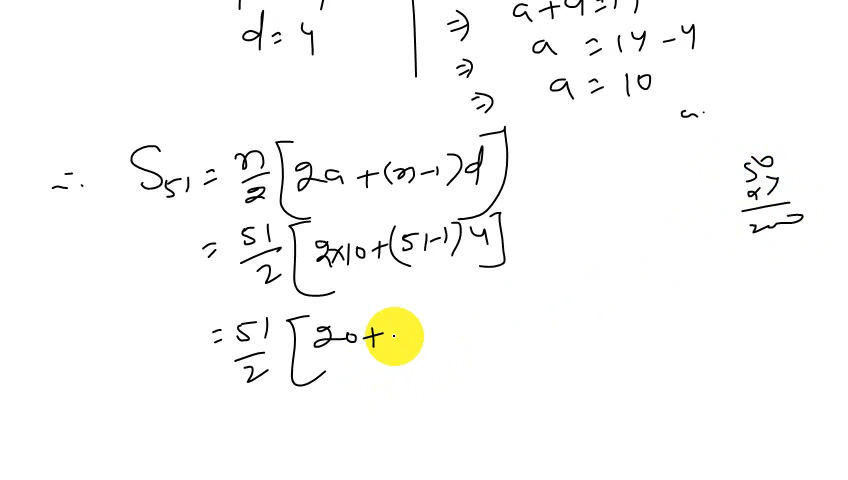 d = 4
⇒ a + 4 = 14
⇒ a = 14 - 4
⇒ a = 10
a.
∴ S₅₁ = n/2 [2a + (n-1)d]
= 51/2 [2×10 + (51-1)4]
= 51/2 [20 + .
50
200